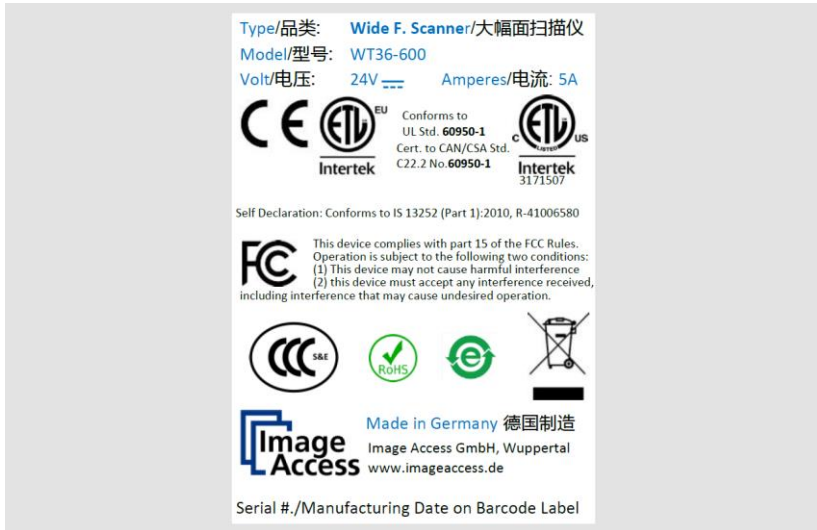 Type/品类: Wide F. Scanner/大幅面扫描仪
Model/型号: WT36-600
Volt/电压: 24V Amperes/电流: 5A
CE ETL EU Conforms to
UL Std. 60950-1
Cert. to CAN/CSA Std.
C22.2 No.60950-1
Intertek
C ETL LISTED US
Intertek
3171507
Self Declaration: Conforms to IS 13252 (Part 1):2010, R-41006580
FC This device complies with part 15 of the FCC Rules.
Operation is subject to the following two conditions:
(1) This device may not cause harmful interference
(2) this device must accept any interference received,
including interference that may cause undesired operation.
CCC S&E
RoHS
e
Image Access
Made in Germany 德国制造
Image Access GmbH, Wuppertal
www.imageaccess.de
Serial #./Manufacturing Date on Barcode Label